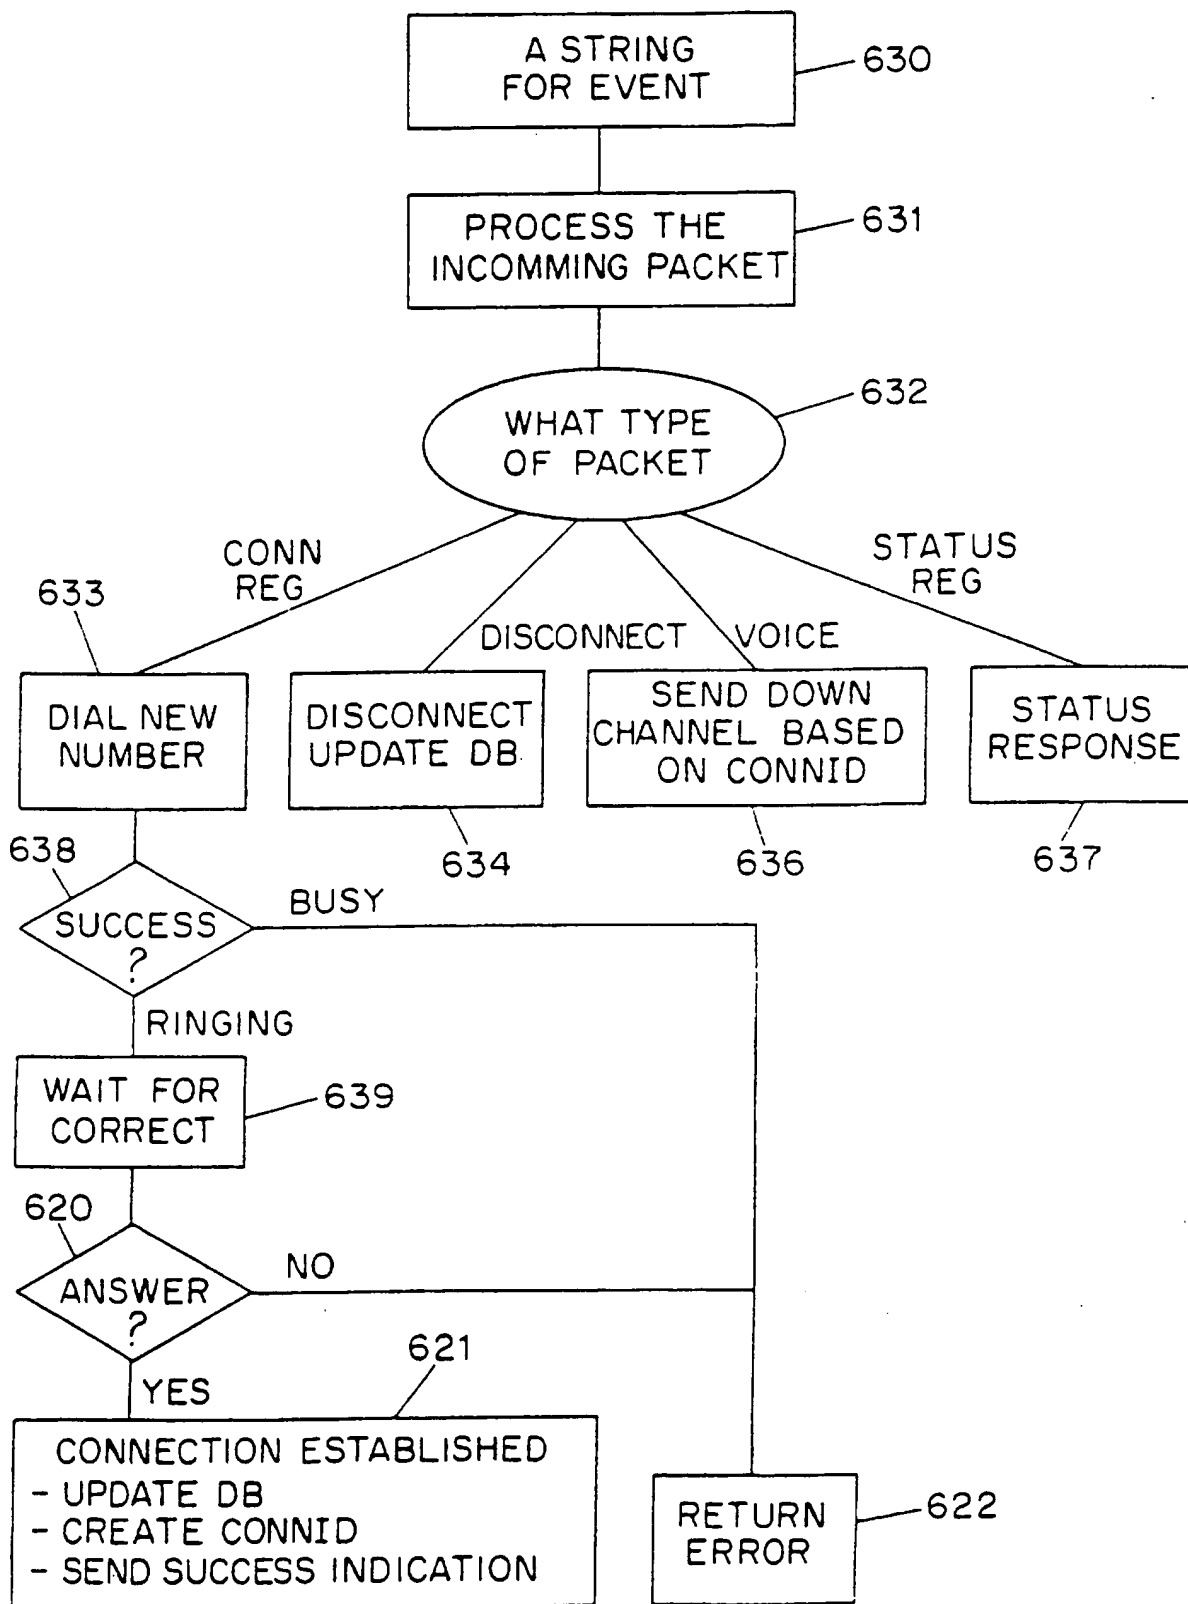 A STRING
FOR EVENT
630
PROCESS THE
INCOMMING PACKET
631
WHAT TYPE
OF PACKET
632
CONN
REG
STATUS
REG
DISCONNECT
VOICE
633
DIAL NEW
NUMBER
DISCONNECT
UPDATE DB
SEND DOWN
CHANNEL BASED
ON CONNID
STATUS
RESPONSE
634
636
637
638
SUCCESS
?
BUSY
RINGING
WAIT FOR
CORRECT
639
620
ANSWER
?
NO
YES
621
CONNECTION ESTABLISHED
- UPDATE DB
- CREATE CONNID
- SEND SUCCESS INDICATION
RETURN
ERROR
622